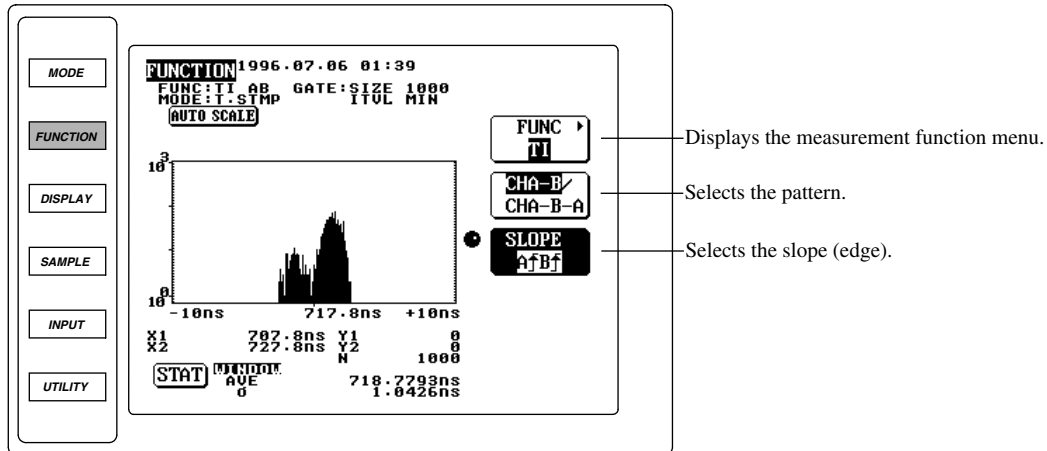 MODE
FUNCTION
DISPLAY
SAMPLE
INPUT
UTILITY
FUNCTION 1996.07.06 01:39
FUNC:TI AB GATE:SIZE 1000
MODE:T.STMP ITVL MIN
AUTO SCALE
10³
10⁰
-10ns 717.8ns +10ns
X1 707.8ns Y1 0
X2 727.8ns Y2 0
N 1000
STAT WINDOW
AVE 718.7793ns
σ 1.0426ns
FUNC ▸
TI
CHA-B/
CHA-B-A
SLOPE
A⨍B⨍
Displays the measurement function menu.
Selects the pattern.
Selects the slope (edge).